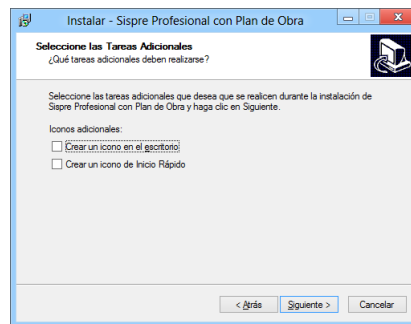 Instalar - Sispre Profesional con Plan de Obra
Seleccione las Tareas Adicionales
¿Qué tareas adicionales deben realizarse?
Seleccione las tareas adicionales que desea que se realicen durante la instalación de
Sispre Profesional con Plan de Obra y haga clic en Siguiente.
Iconos adicionales:
Crear un icono en el escritorio
Crear un icono de Inicio Rápido
< Atrás
Siguiente >
Cancelar